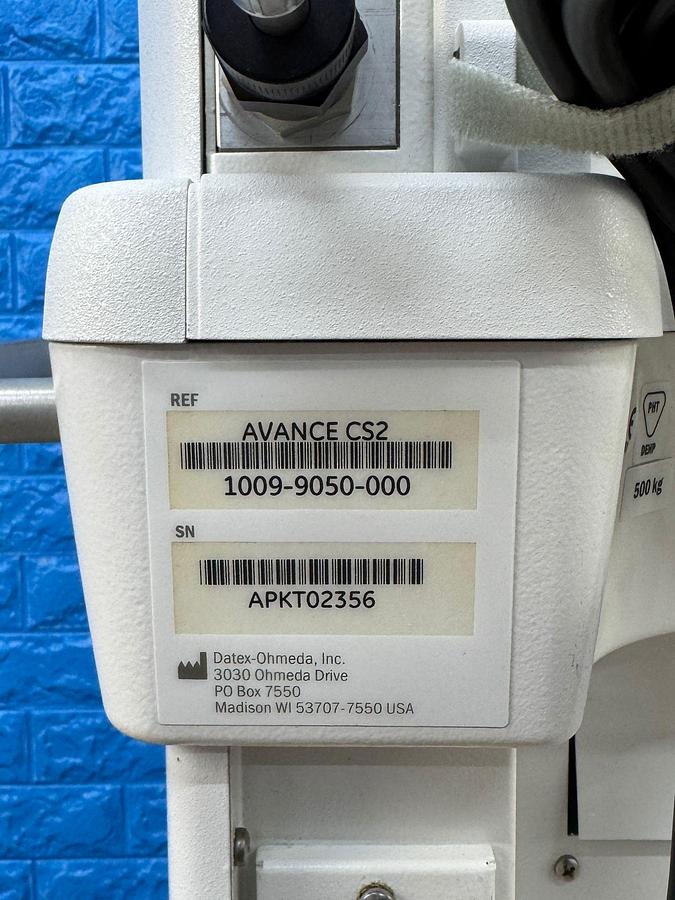 REF
AVANCE CS2
1009-9050-000
SN
APKT02356
Datex-Ohmeda, Inc.
3030 Ohmeda Drive
PO Box 7550
Madison WI 53707-7550 USA
PHT
DEHP
500 kg